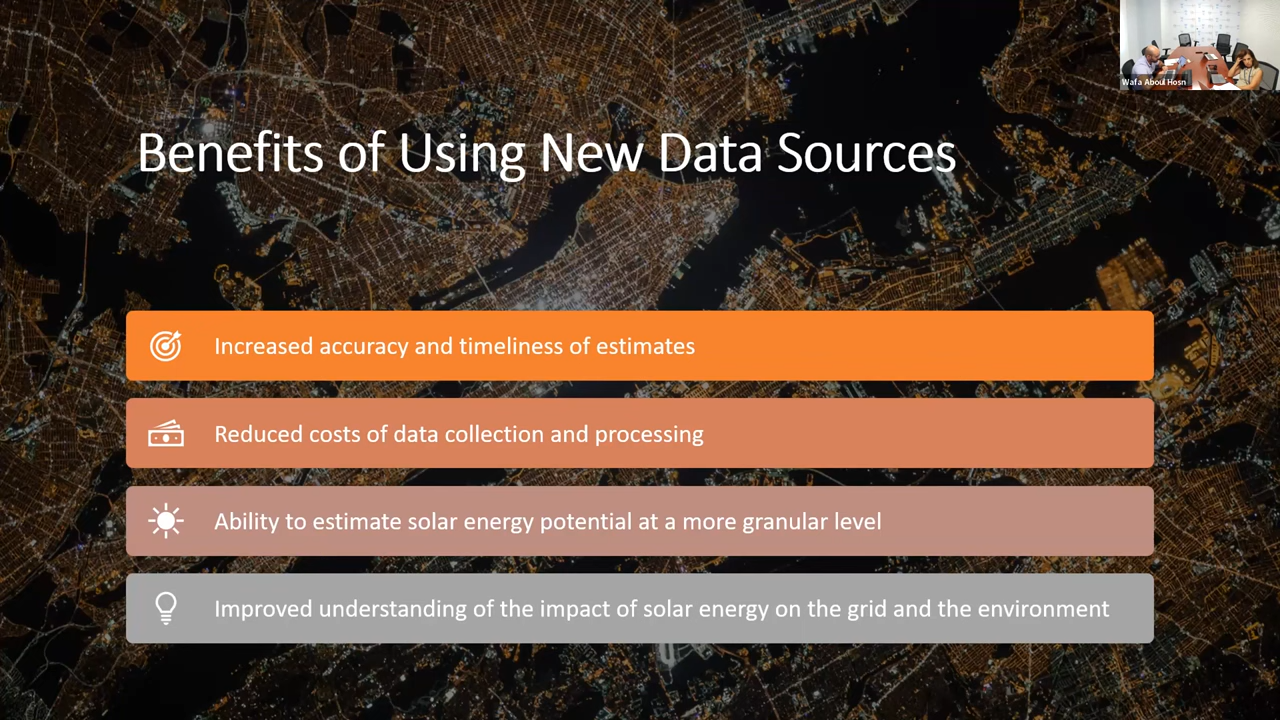 Wafa Aboul Hosn
Benefits of Using New Data Sources
Increased accuracy and timeliness of estimates
Reduced costs of data collection and processing
Ability to estimate solar energy potential at a more granular level
Improved understanding of the impact of solar energy on the grid and the environment